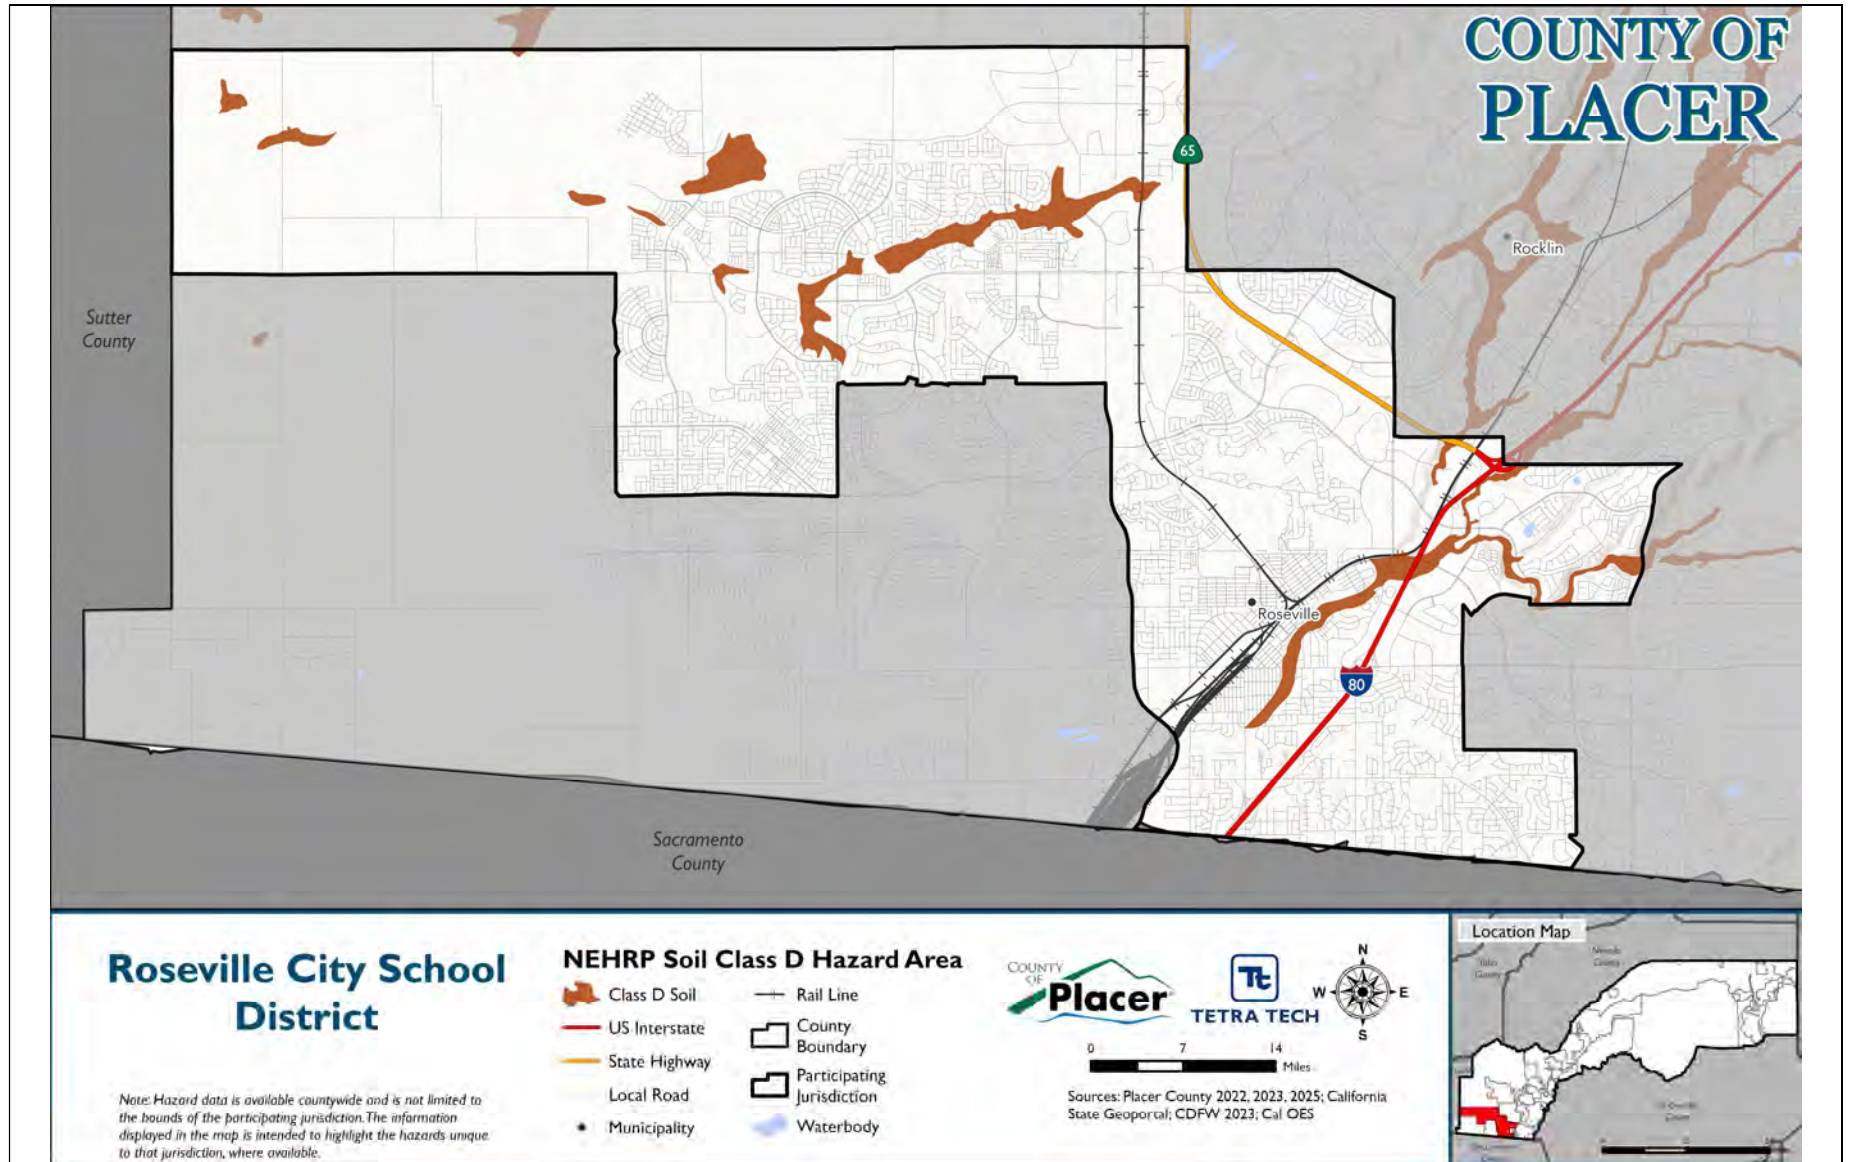 COUNTY OF
PLACER
65
Rocklin
Sutter
County
Roseville
80
Sacramento
County
Roseville City School
District
Note: Hazard data is available countywide and is not limited to
the bounds of the participating jurisdiction. The information
displayed in the map is intended to highlight the hazards unique
to that jurisdiction, where available.
NEHRP Soil Class D Hazard Area
Class D Soil
US Interstate
State Highway
Local Road
Municipality
Rail Line
County
Boundary
Participating
Jurisdiction
Waterbody
COUNTY
OF
Placer
Tt
TETRA TECH
N
W E
S
0 7 14
Miles
Sources: Placer County 2022, 2023, 2025; California
State Geoportal; CDFW 2023; Cal OES
Location Map
Nevada
County
County